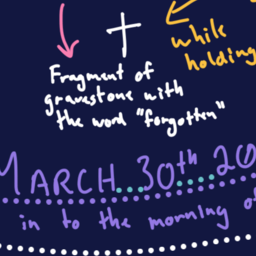 while
holding
Fragment of
gravestone with
the word "forgotten"
MARCH 30th 20
in to the morning of